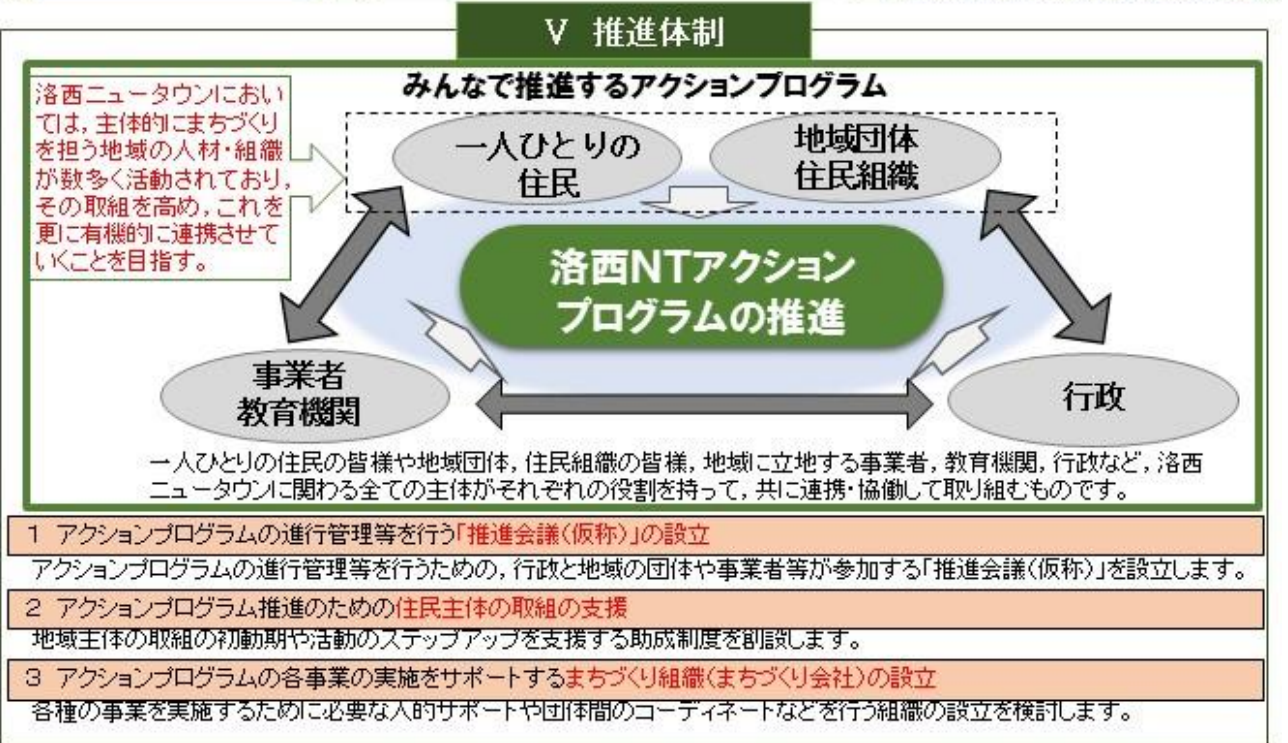 Ⅴ 推進体制
みんなで推進するアクションプログラム
洛西ニュータウンにおい
ては,主体的にまちづくり
を担う地域の人材・組織
が数多く活動されており,
その取組を高め,これを
更に有機的に連携させて
いくことを目指す。
一人ひとりの
住民
地域団体
住民組織
洛西NTアクション
プログラムの推進
事業者
教育機関
行政
一人ひとりの住民の皆様や地域団体,住民組織の皆様,地域に立地する事業者,教育機関,行政など,洛西
ニュータウンに関わる全ての主体がそれぞれの役割を持って,共に連携・協働して取り組むものです。
1 アクションプログラムの進行管理等を行う「推進会議(仮称)」の設立
アクションプログラムの進行管理等を行うための,行政と地域の団体や事業者等が参加する「推進会議(仮称)」を設立します。
2 アクションプログラム推進のための住民主体の取組の支援
地域主体の取組の初動期や活動のステップアップを支援する助成制度を創設します。
3 アクションプログラムの各事業の実施をサポートするまちづくり組織(まちづくり会社)の設立
各種の事業を実施するために必要な人的サポートや団体間のコーディネートなどを行う組織の設立を検討します。